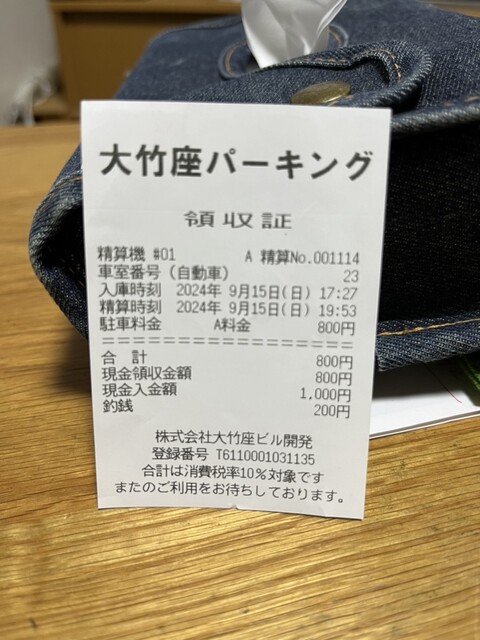 大竹座パーキング
領収証
精算機 #01 A 精算No.001114
車室番号(自動車) 23
入庫時刻 2024年 9月15日(日) 17:27
精算時刻 2024年 9月15日(日) 19:53
駐車料金 A料金 800円
==================
合 計 800円
現金領収金額 800円
現金入金額 1,000円
釣銭 200円
株式会社大竹座ビル開発
登録番号 T6110001031135
合計は消費税率10%対象です
またのご利用をお待ちしております。